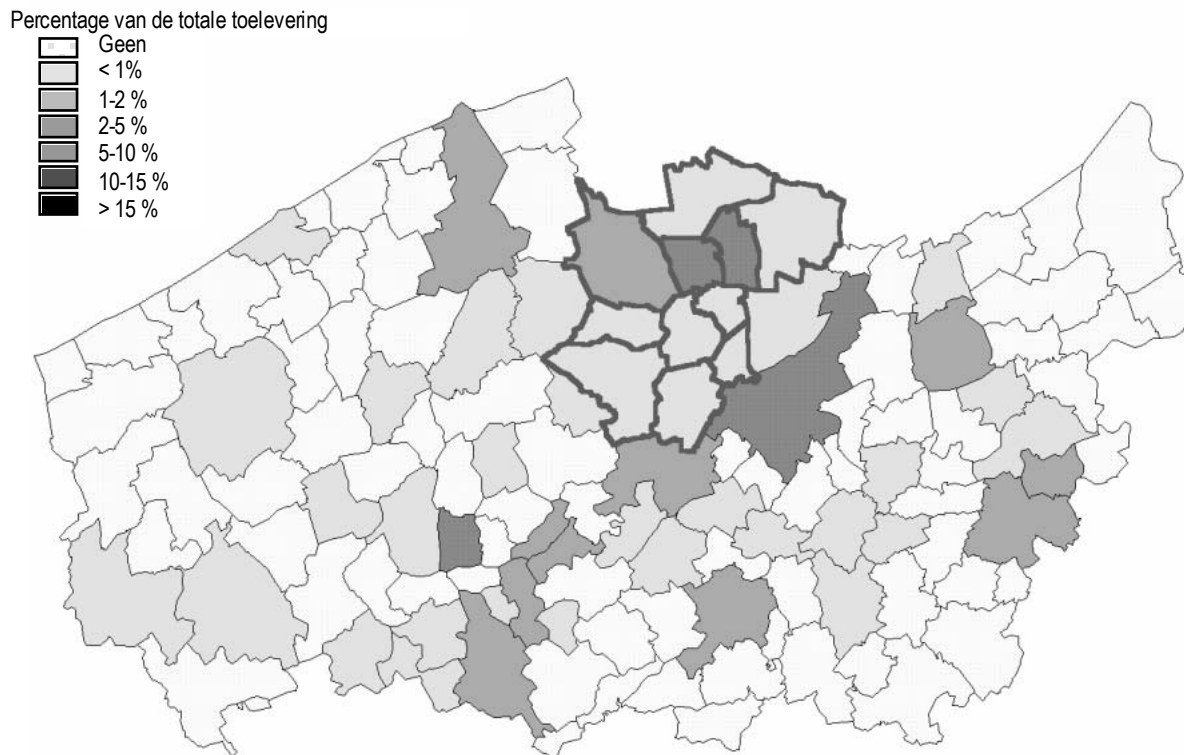 Percentage van de totale toelevering
Geen
< 1%
1-2 %
2-5 %
5-10 %
10-15 %
> 15 %